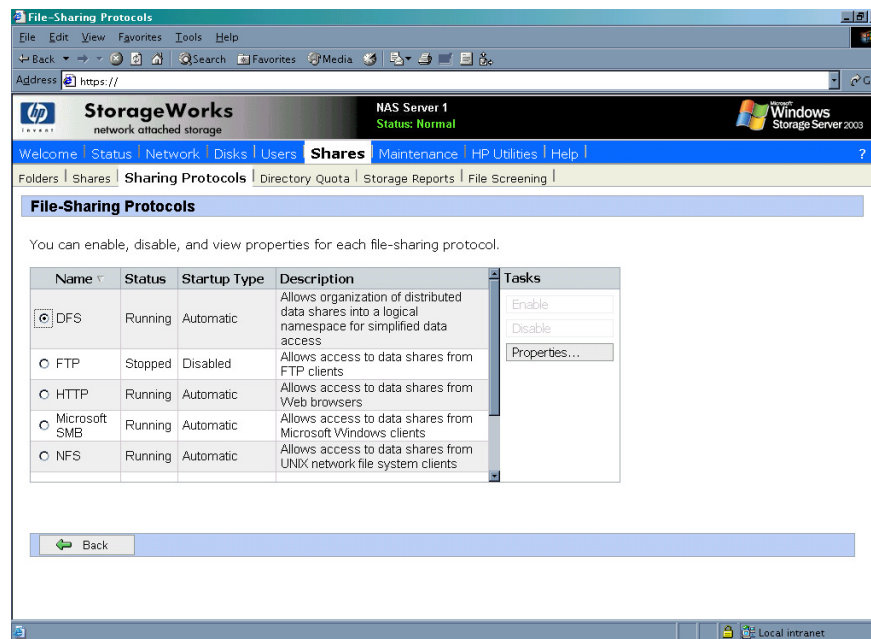 File-Sharing Protocols
File Edit View Favorites Tools Help
Back Search Favorites Media
Address https://
hp StorageWorks NAS Server 1 Microsoft Windows
invent network attached storage Status: Normal Storage Server 2003
Welcome Status Network Disks Users Shares Maintenance HP Utilities Help ?
Folders Shares Sharing Protocols Directory Quota Storage Reports File Screening
File-Sharing Protocols
You can enable, disable, and view properties for each file-sharing protocol.
Name Status Startup Type Description Tasks
DFS Running Automatic Allows organization of distributed
data shares into a logical
namespace for simplified data
access
Enable
Disable
Properties...
FTP Stopped Disabled Allows access to data shares from
FTP clients
HTTP Running Automatic Allows access to data shares from
Web browsers
Microsoft
SMB Running Automatic Allows access to data shares from
Microsoft Windows clients
NFS Running Automatic Allows access to data shares from
UNIX network file system clients
Back
Local intranet